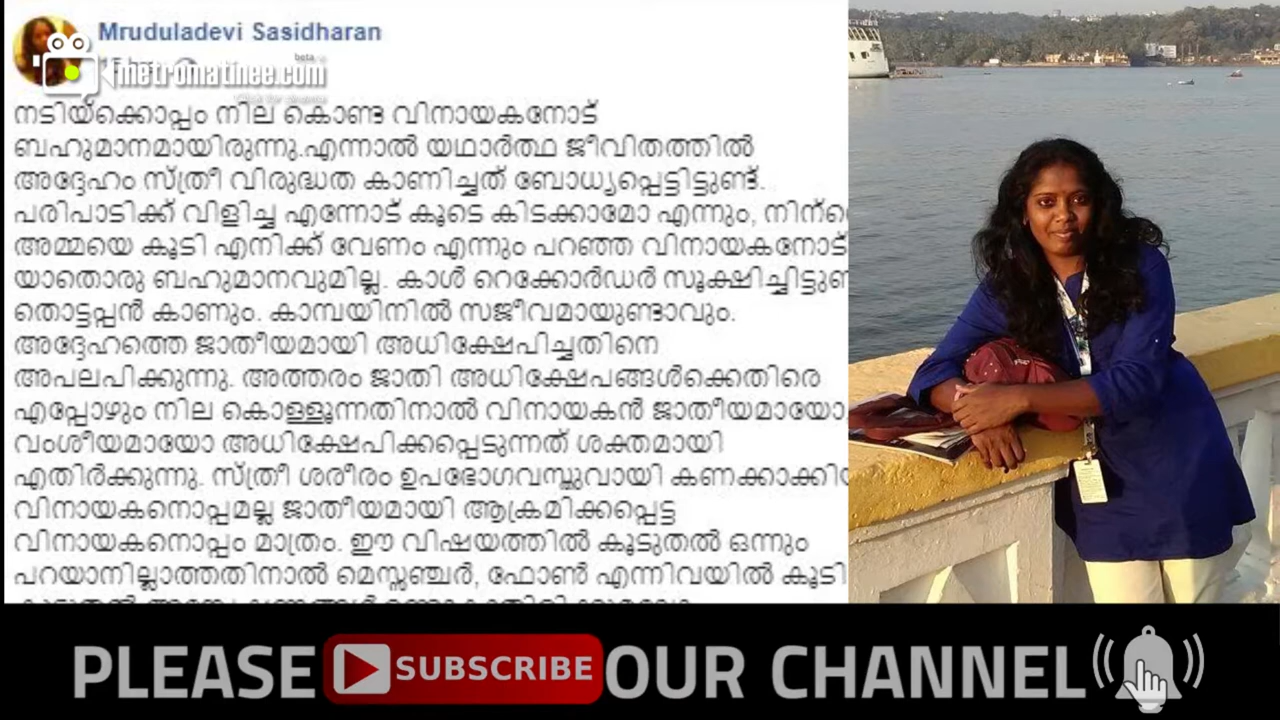 Mruduladevi Sasidharan
beta
metromatinee.com
നടിയ്ക്കൊപ്പം നില കൊണ്ട വിനായകനോട്
ബഹുമാനമായിരുന്നു.എന്നാൽ യഥാർത്ഥ ജീവിതത്തിൽ
അദ്ദേഹം സ്ത്രീ വിരുദ്ധത കാണിച്ചത് ബോധ്യപ്പെട്ടിട്ടുണ്ട്.
പരിപാടിക്ക് വിളിച്ച എന്നോട് കൂടെ കിടക്കാമോ എന്നും,
അമ്മയെ കൂടി എനിക്ക് വേണം എന്നും പറഞ്ഞ വിനായകനോട്
യാതൊരു ബഹുമാനവുമില്ല. കാൾ റെക്കോർഡർ
തൊട്ടപ്പൻ കാണും. കാമ്പയിനിൽ സജീവമായുണ്ടാവും.
അദ്ദേഹത്തെ ജാതീയമായി അധിക്ഷേപിച്ചതിനെ
അപലപിക്കുന്നു. അത്തരം ജാതി അധിക്ഷേപങ്ങൾക്കെതിരെ
എപ്പോഴും നില കൊള്ളുന്നതിനാൽ വിനായകൻ ജാതീയമായോ
വംശീയമായോ അധിക്ഷേപിക്കപ്പെടുന്നത് ശക്തമായി
എതിർക്കുന്നു. സ്ത്രീ ശരീരം ഉപഭോഗവസ്തുവായി
വിനായകനൊപ്പമല്ല ജാതീയമായി ആക്രമിക്കപ്പെട്ട
വിനായകനൊപ്പം മാത്രം. ഈ വിഷയത്തിൽ കൂടുതൽ ഒന്നും
പറയാനില്ലാത്തതിനാൽ മെസ്സഞ്ചർ, ഫോൺ എന്നിവയിൽ കൂടി
PLEASE SUBSCRIBE OUR CHANNEL